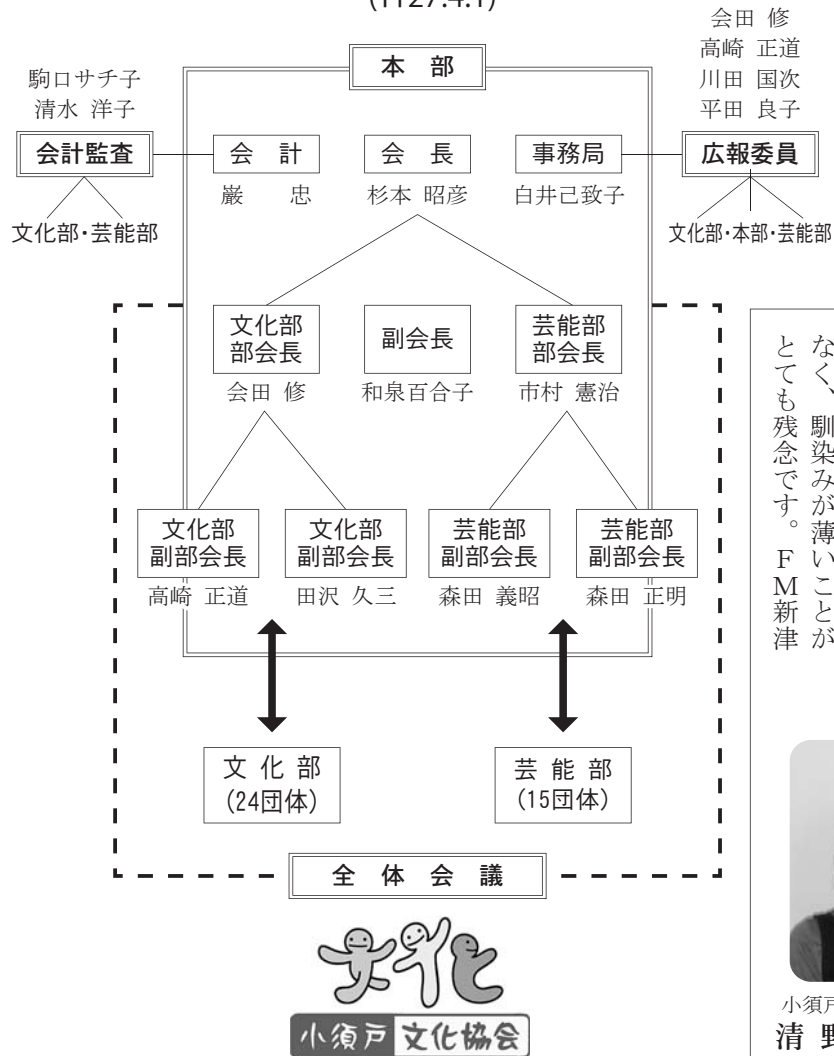 (H27.4.1)
本 部
駒口サチ子
清水 洋子
会計監査
文化部・芸能部
会田 修
高崎 正道
川田 国次
平田 良子
広報委員
文化部・本部・芸能部
会 計
巌 忠
会 長
杉本 昭彦
事務局
白井己致子
文化部
部会長
会田 修
副会長
和泉百合子
芸能部
部会長
市村 憲治
文化部
副部会長
高崎 正道
文化部
副部会長
田沢 久三
芸能部
副部会長
森田 義昭
芸能部
副部会長
森田 正明
文 化 部
(24団体)
芸 能 部
(15団体)
全 体 会 議
文化
小須戸 文化協会
なく、馴染みが薄いことが
とても残念です。FM新津
小須戸
清 野